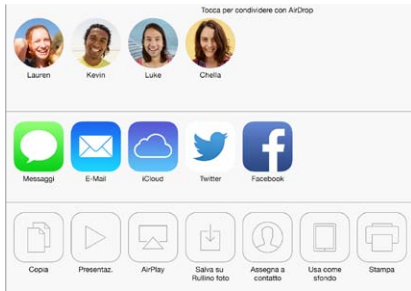 Tocca per condividere con AirDrop
Lauren Kevin Luke Chella
Messaggi E-Mail iCloud Twitter Facebook
Copia Presentaz. AirPlay Salva su Rullino foto Assegna a contatto Usa come sfondo Stampa